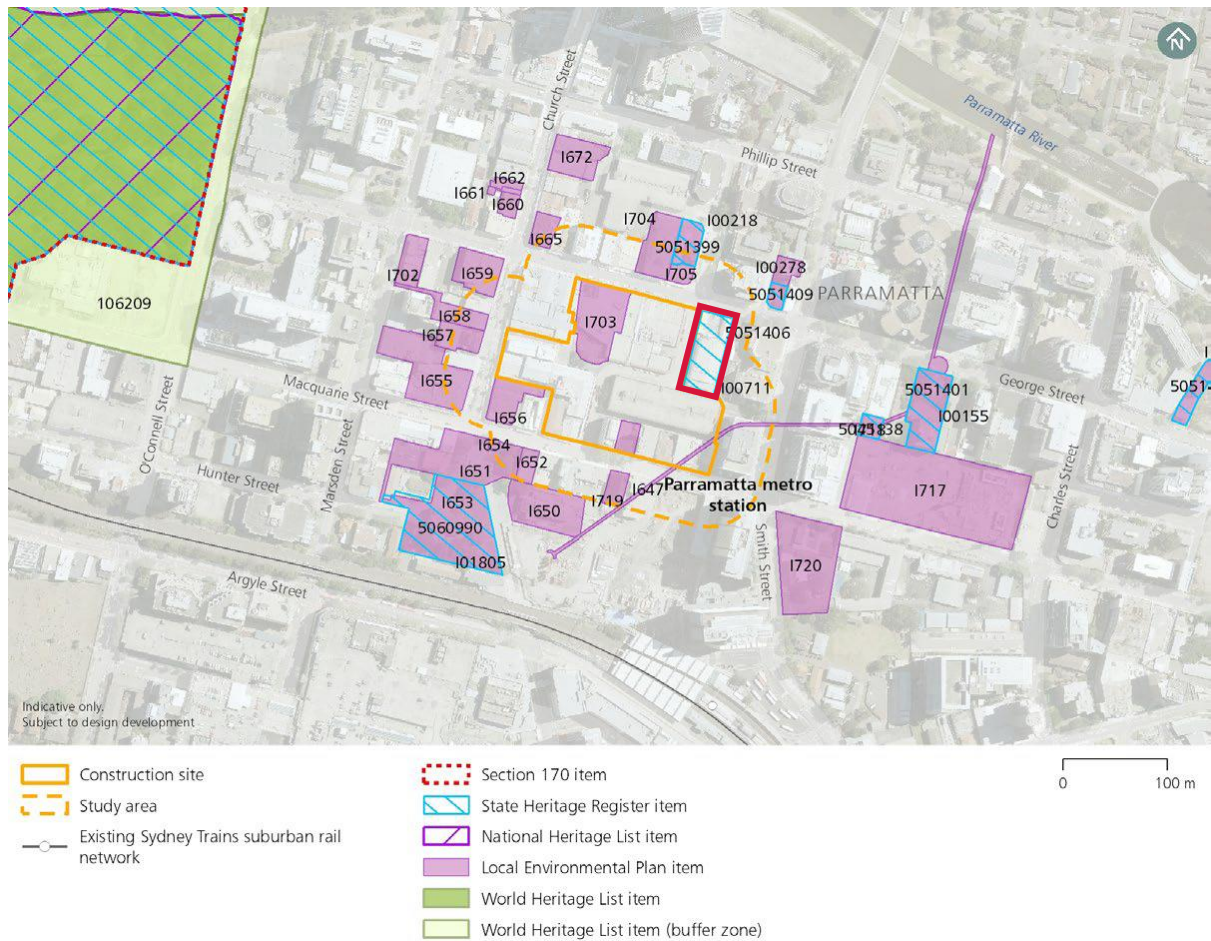 N
Church Street
Parramatta River
Phillip Street
I672
I662
I661
I660
I665
I704
I00218
5051399
I705
I00278
5051409
PARRAMATTA
I702
I659
106209
I658
I657
I703
5051406
I655
I00711
Macquarie Street
I656
George Street
5051401
I00155
O'Connell Street
Marsden Street
Hunter Street
I654
I651
I652
I653
I650
I719
I647
Parramatta metro
station
I717
Charles Street
5060990
I01805
Smith Street
I720
Argyle Street
Indicative only.
Subject to design development
Construction site
Study area
Existing Sydney Trains suburban rail
network
Section 170 item
State Heritage Register item
National Heritage List item
Local Environmental Plan item
World Heritage List item
World Heritage List item (buffer zone)
0 100 m